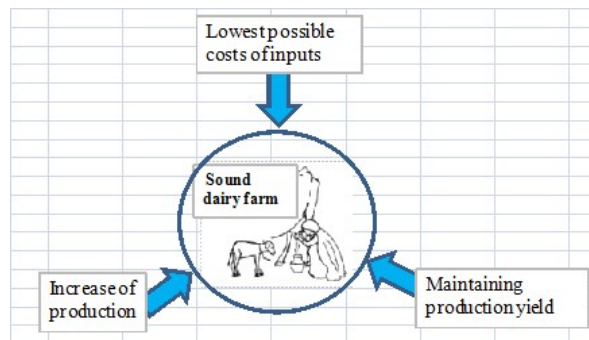 Lowest possible
costs of inputs
Sound
dairy farm
Increase of
production
Maintaining
production yield